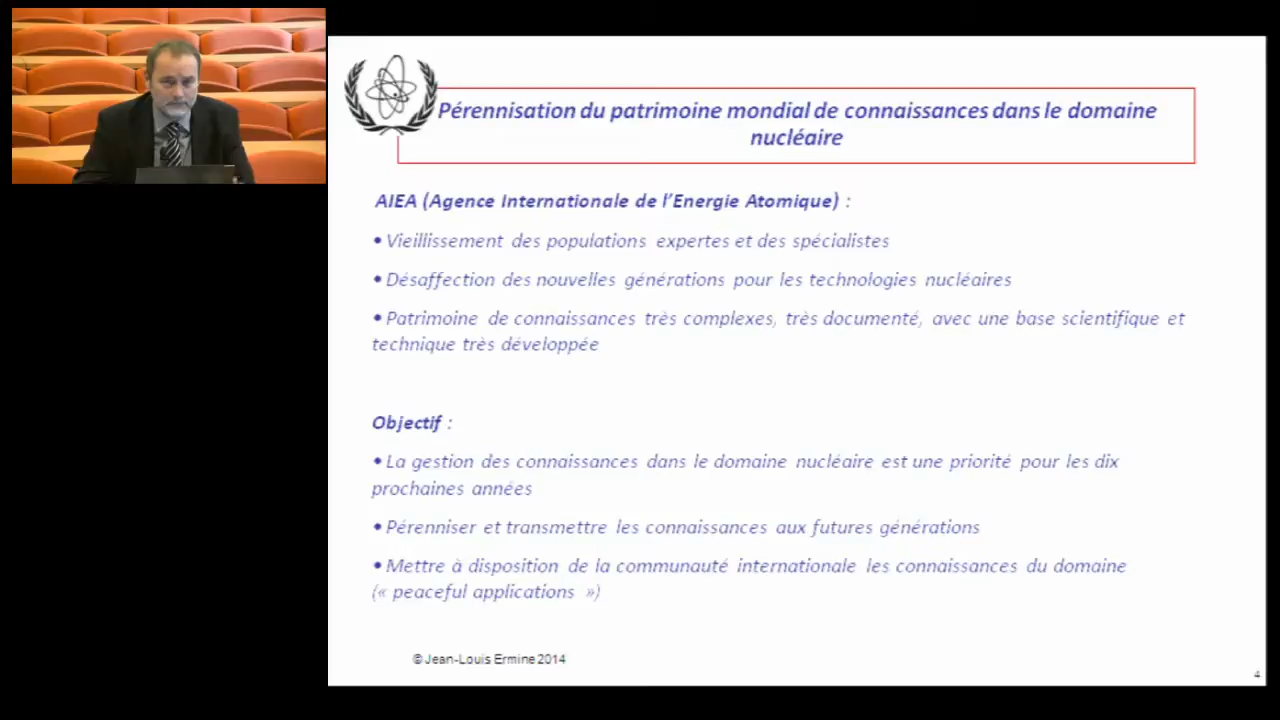 Pérennisation du patrimoine mondial de connaissances dans le domaine
nucléaire
AIEA (Agence Internationale de l’Energie Atomique) :
• Vieillissement des populations expertes et des spécialistes
• Désaffection des nouvelles générations pour les technologies nucléaires
• Patrimoine de connaissances très complexes, très documenté, avec une base scientifique et
technique très développée
Objectif :
• La gestion des connaissances dans le domaine nucléaire est une priorité pour les dix
prochaines années
• Pérenniser et transmettre les connaissances aux futures générations
• Mettre à disposition de la communauté internationale les connaissances du domaine
(« peaceful applications »)
© Jean-Louis Ermine 2014
4